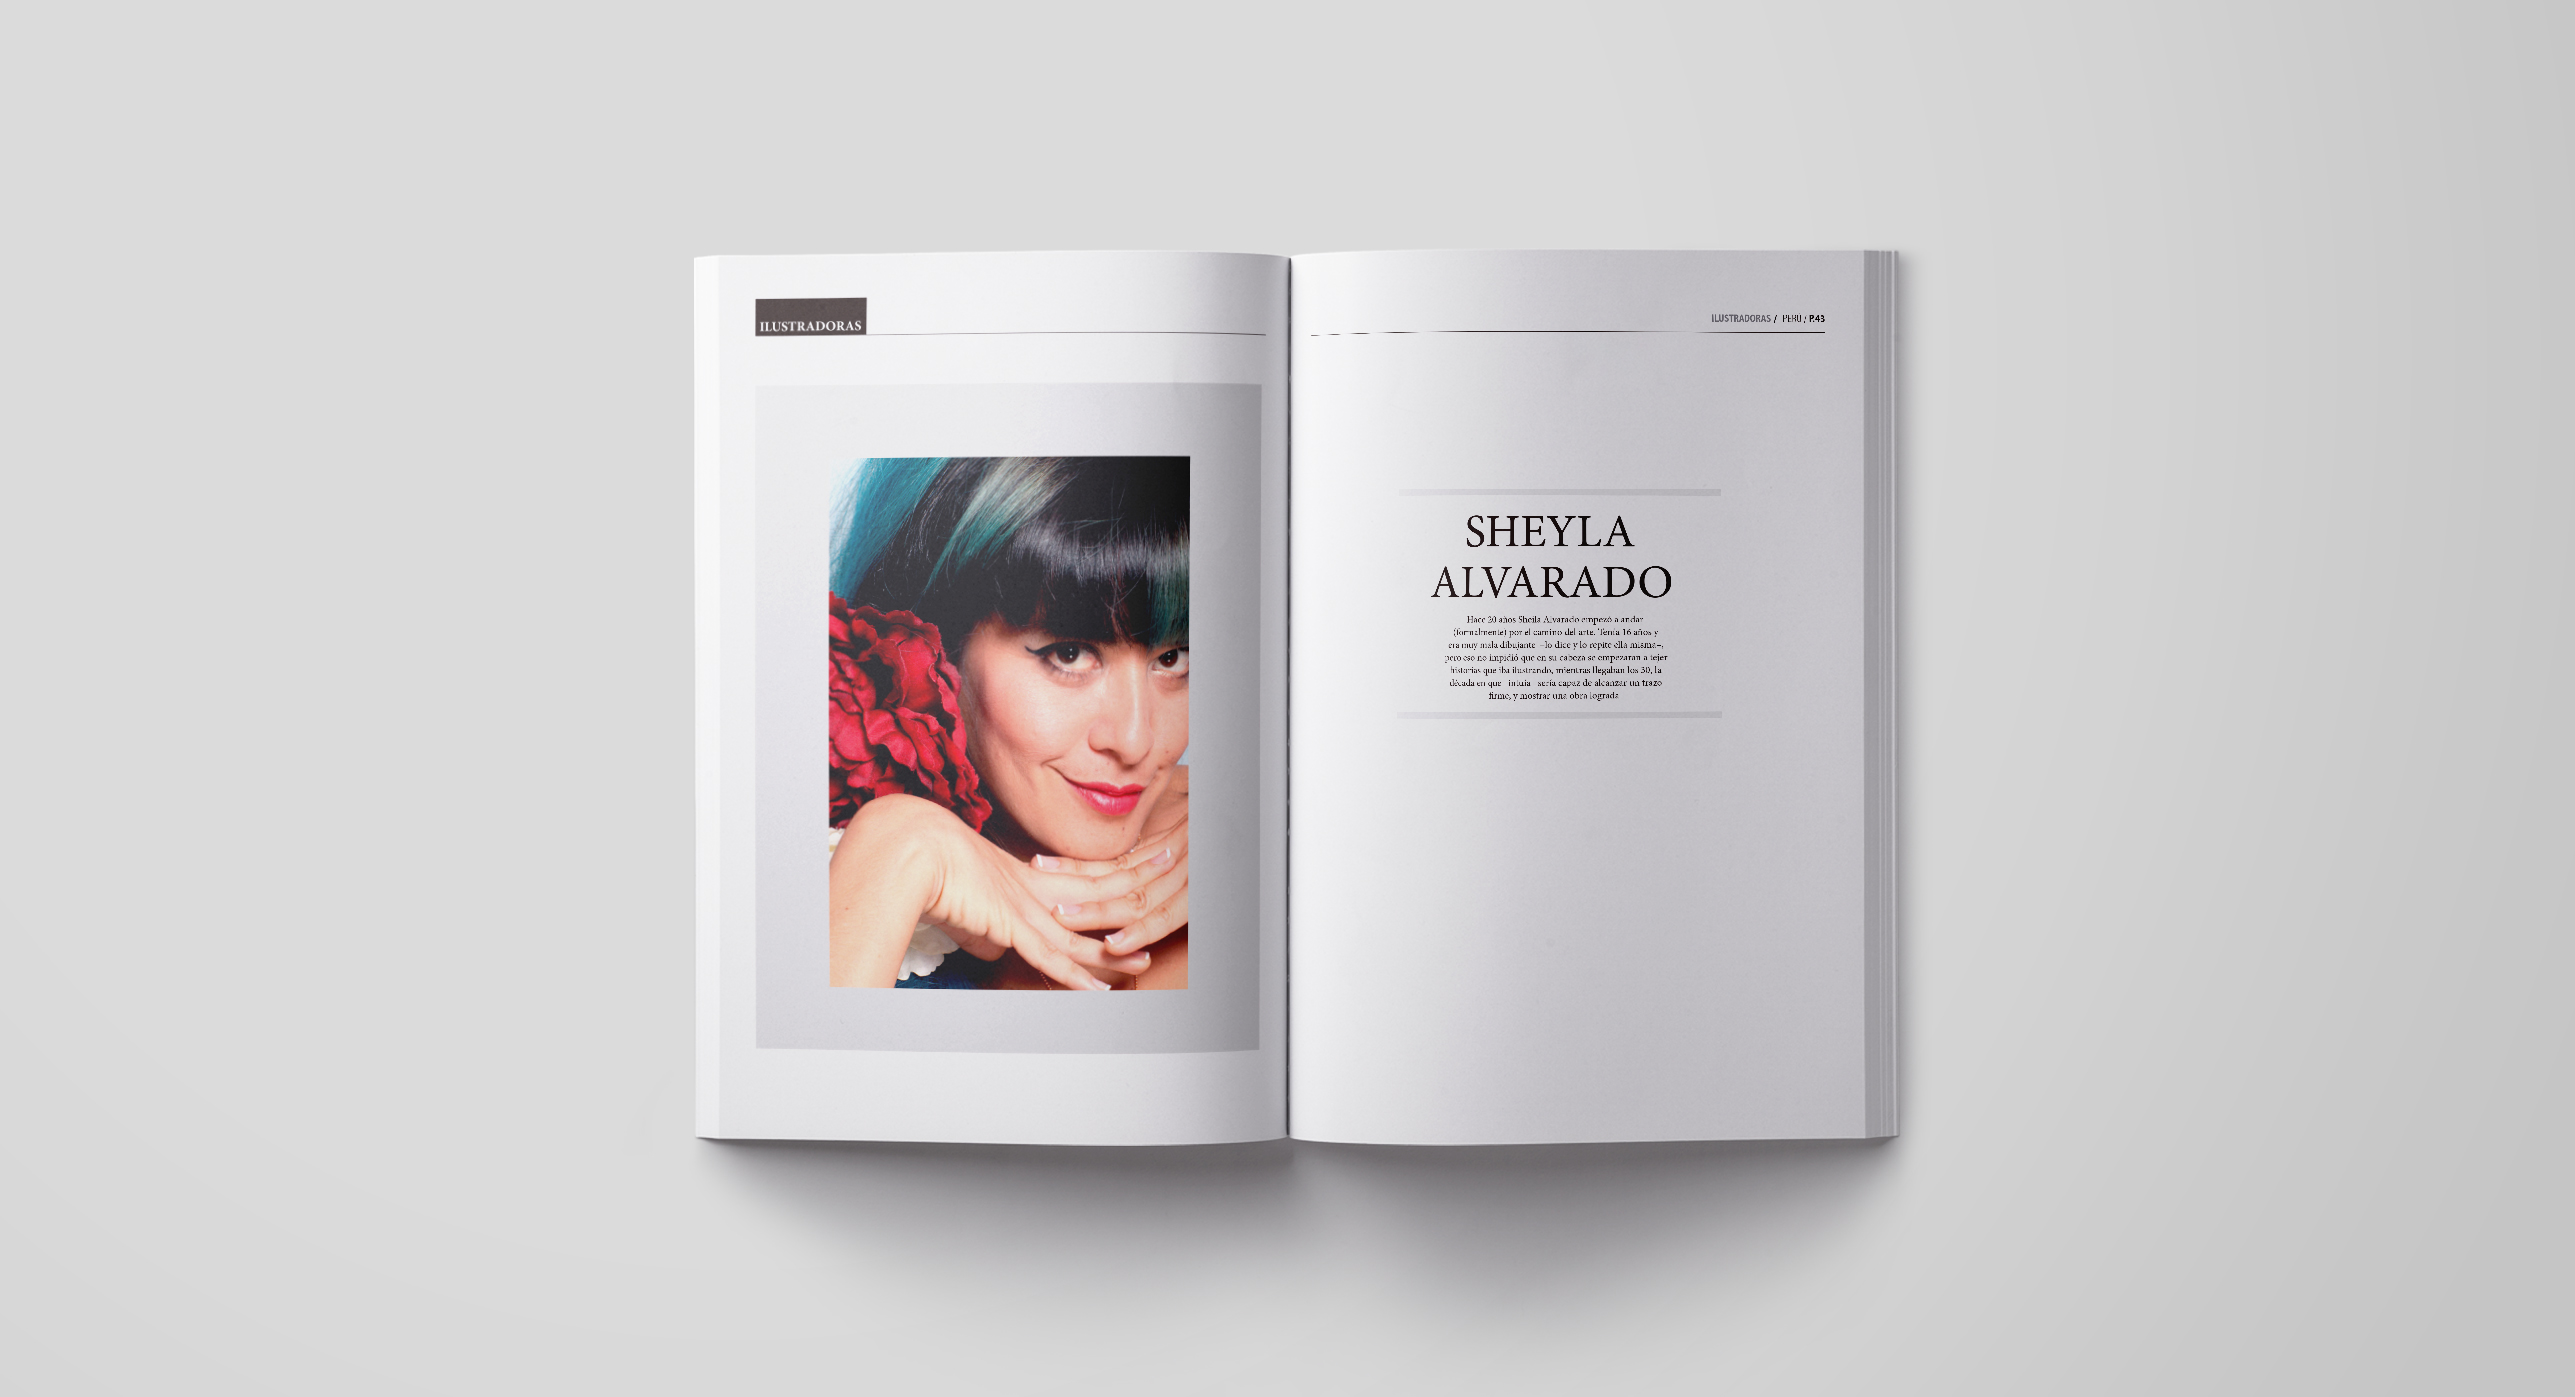 ILUSTRADORAS
ILUSTRADORAS / PERU / P.43
SHEYLA
ALVARADO
Hace 20 años Sheila Alvarado empezó a andar
(formalmente) por el camino del arte. Tenía 16 años y
era muy mala dibujante –lo dice y lo repite ella misma–,
pero eso no impidió que en su cabeza se empezaran a tejer
historias que iba ilustrando, mientras llegaban los 30, la
década en que –intuía– sería capaz de alcanzar un trazo
firme, y mostrar una obra lograda